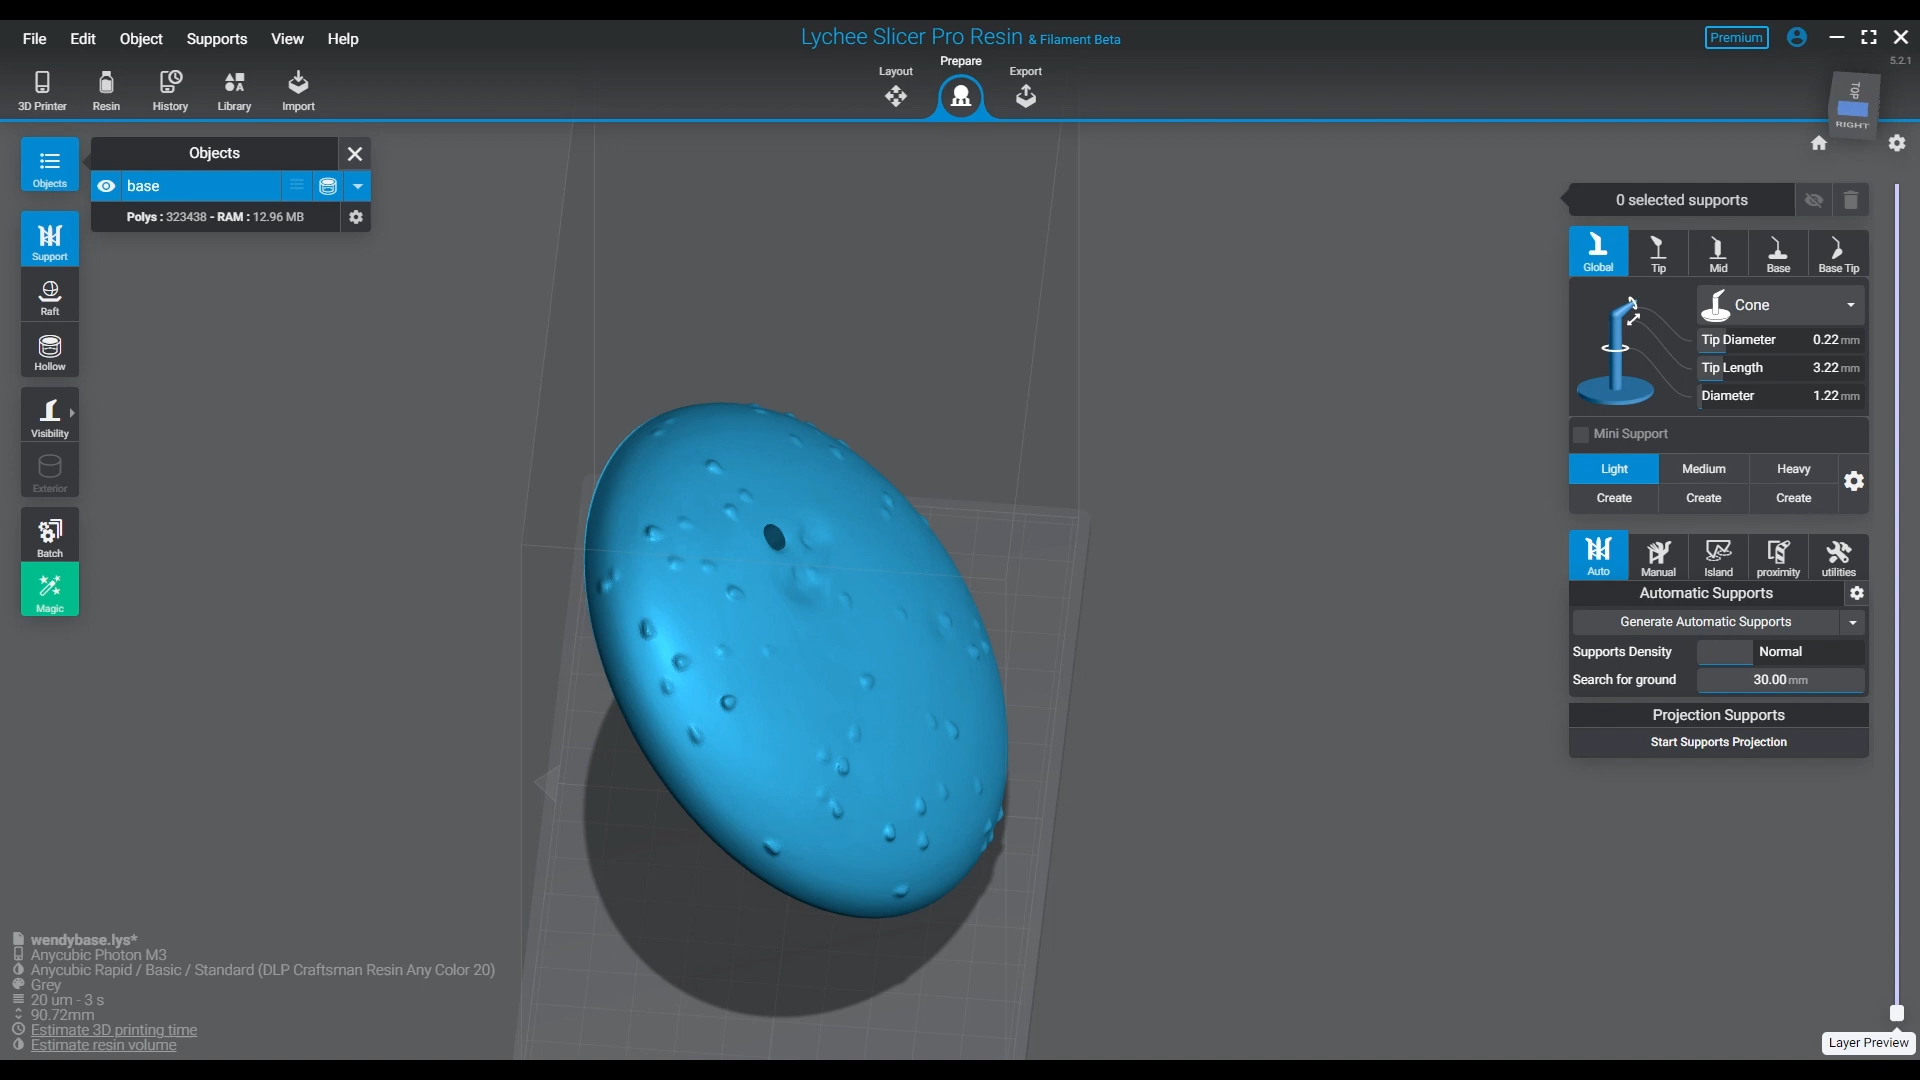 File Edit Object Supports View Help
Lychee Slicer Pro Resin & Filament Beta
Premium
5.2.1
3D Printer Resin History Library Import
Layout Prepare Export
TOP
RIGHT
Objects
Objects
base
Polys : 323438 - RAM : 12.96 MB
Support
Raft
Hollow
Visibility
Exterior
Batch
Magic
0 selected supports
Global Tip Mid Base Base Tip
Cone
Tip Diameter 0.22 mm
Tip Length 3.22 mm
Diameter 1.22 mm
Mini Support
Light Medium Heavy
Create Create Create
Auto Manual Island proximity utilities
Automatic Supports
Generate Automatic Supports
Supports Density Normal
Search for ground 30.00 mm
Projection Supports
Start Supports Projection
wendybase.lys*
Anycubic Photon M3
Anycubic Rapid / Basic / Standard (DLP Craftsman Resin Any Color 20)
Grey
20 um - 3 s
90.72mm
Estimate 3D printing time
Estimate resin volume
Layer Preview